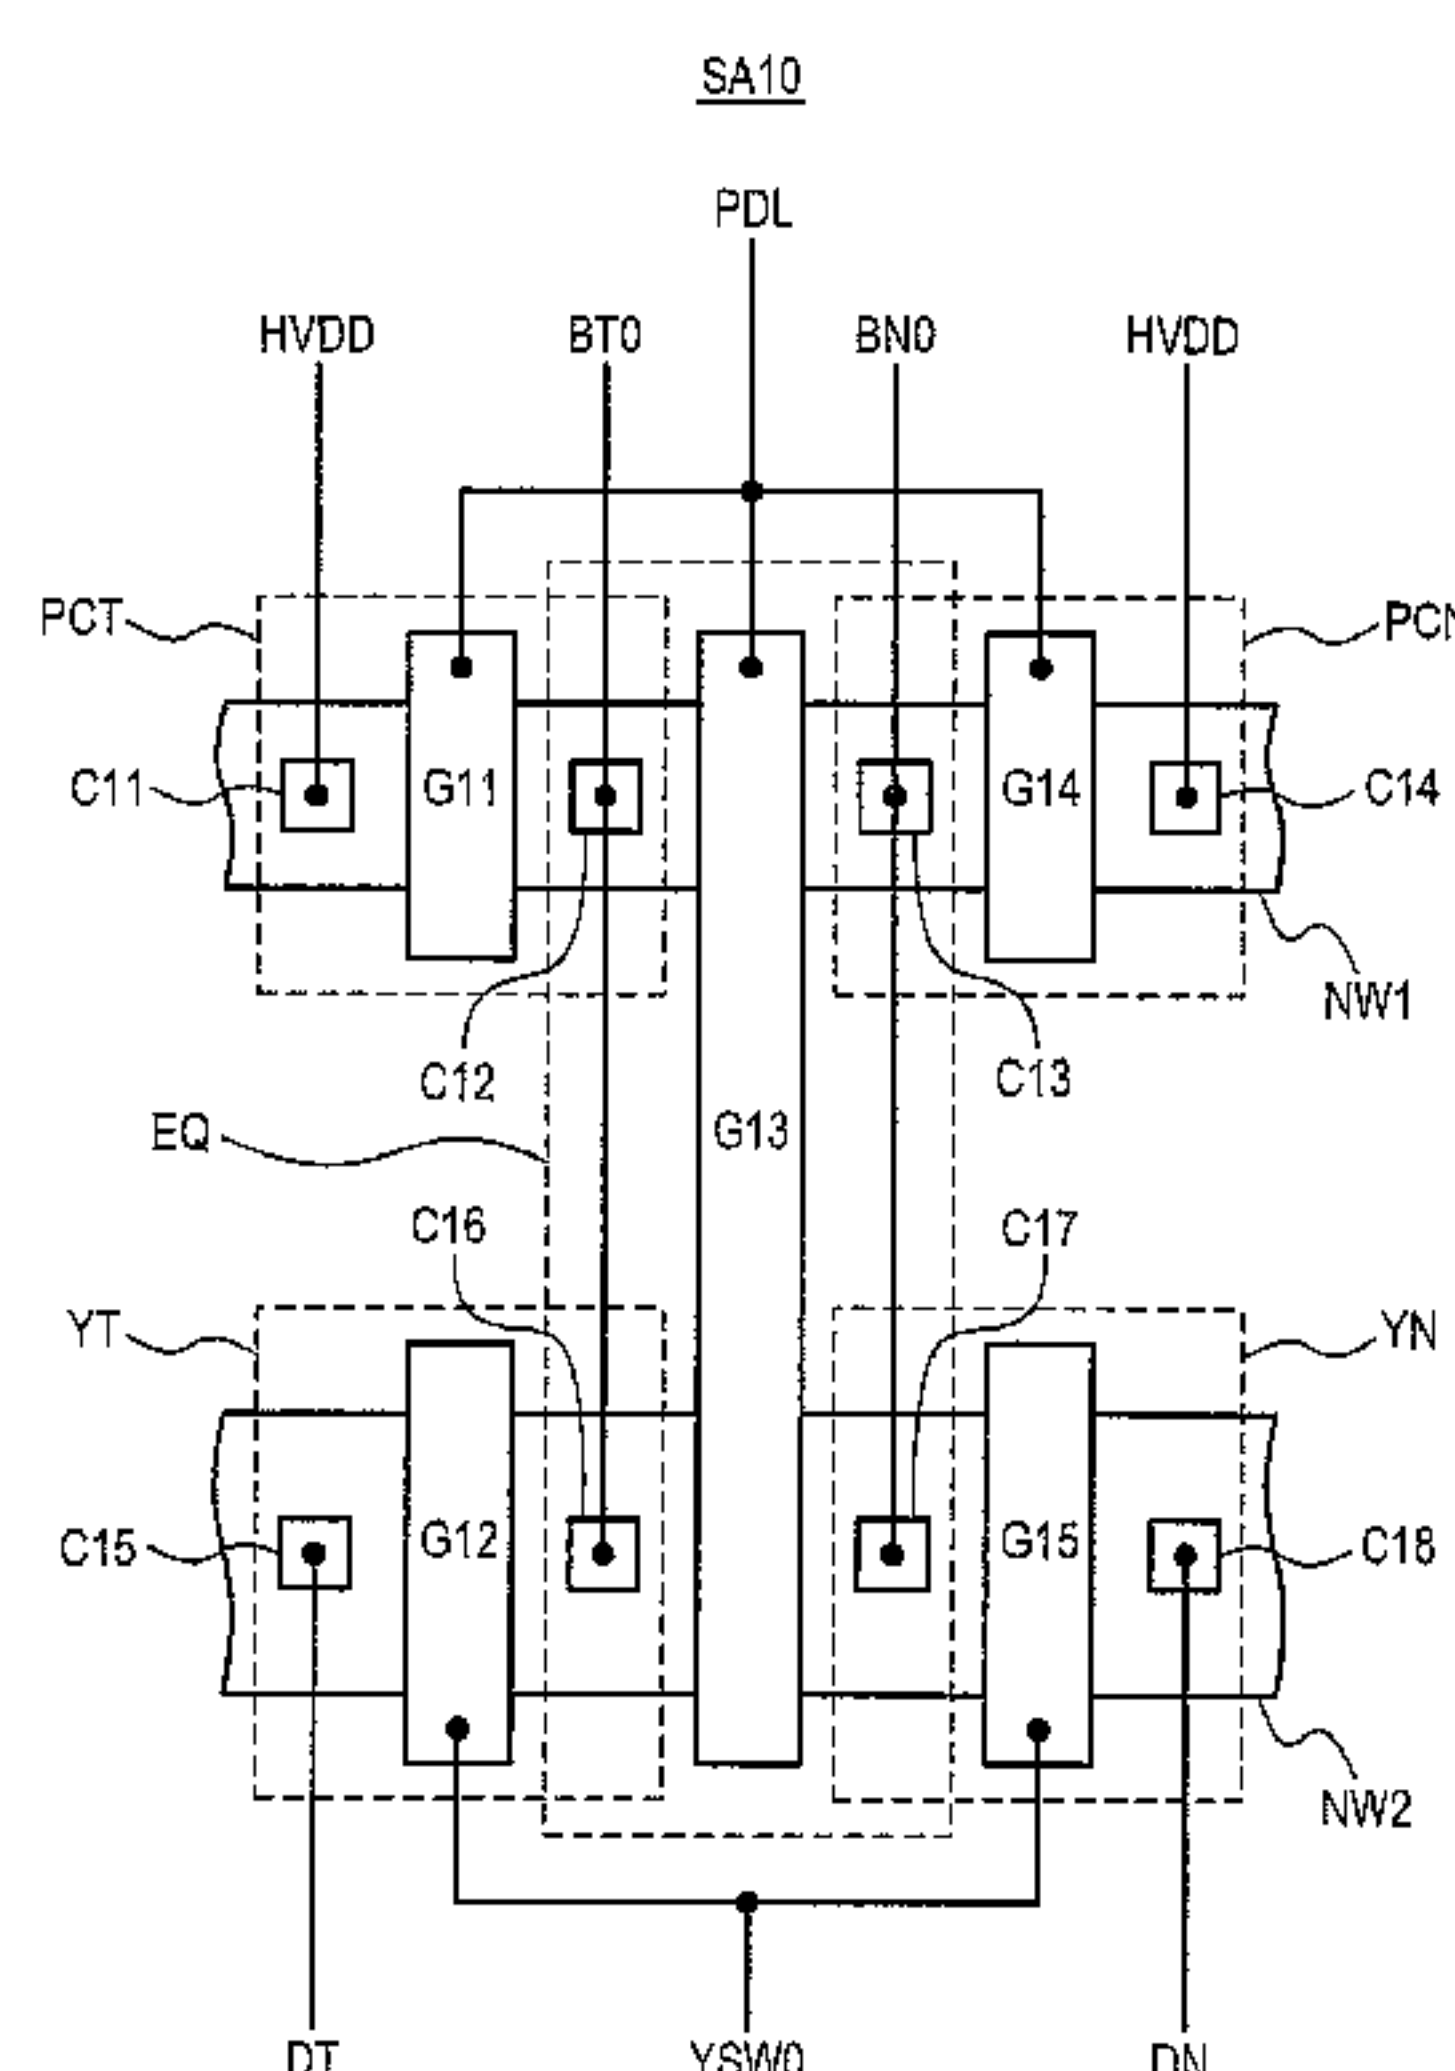 SA10
PDL
HVDD BT0 BN0 HVDD
PCT PCN
C11 G11 G14 C14
NW1
C12 C13
EQ G13
C16 C17
YT YN
C15 G12 G15 C18
NW2
DT YSW0 DN